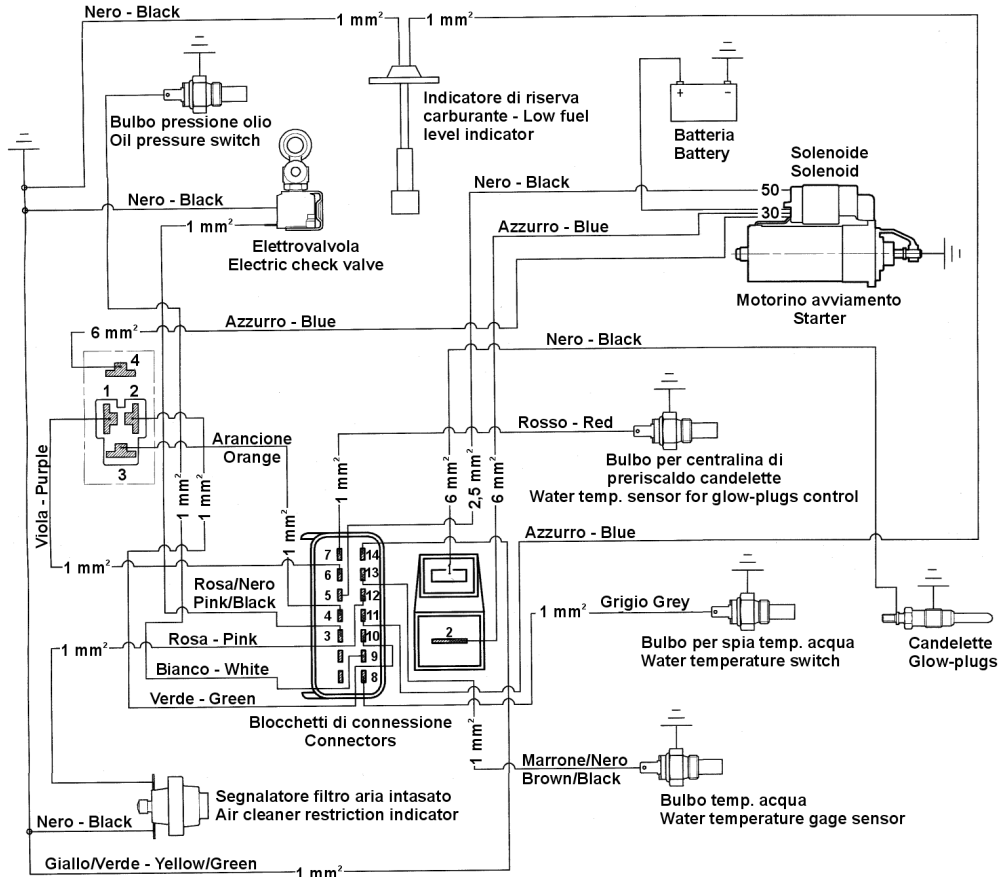 Nero - Black
1 mm²
1 mm²
Bulbo pressione olio
Oil pressure switch
Indicatore di riserva
carburante - Low fuel
level indicator
+ -
Batteria
Battery
Solenoide
Solenoid
Nero - Black
50
30
Nero - Black
1 mm²
Azzurro - Blue
Elettrovalvola
Electric check valve
Motorino avviamento
Starter
6 mm²
Azzurro - Blue
Nero - Black
4
1 2
3
Viola - Purple
Arancione
Orange
Rosso - Red
Bulbo per centralina di
preriscaldo candelette
Water temp. sensor for glow-plugs control
1 mm²
1 mm²
1 mm²
1 mm²
6 mm²
2,5 mm²
6 mm²
Azzurro - Blue
1 mm²
7 14
6 13
5 12
4 11
3 10
9
8
1
2
Rosa/Nero
Pink/Black
Rosa - Pink
1 mm²
Bianco - White
Verde - Green
1 mm²
Grigio Grey
Bulbo per spia temp. acqua
Water temperature switch
Candelette
Glow-plugs
Blocchetti di connessione
Connectors
1 mm²
Marrone/Nero
Brown/Black
Bulbo temp. acqua
Water temperature gage sensor
Segnalatore filtro aria intasato
Air cleaner restriction indicator
Nero - Black
Giallo/Verde - Yellow/Green
1 mm²